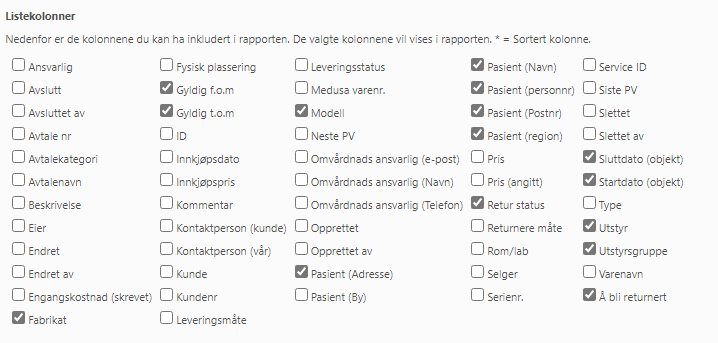 Listekolonner
Nedenfor er de kolonnene du kan ha inkludert i rapporten. De valgte kolonnene vil vises i rapporten. * = Sortert kolonne.
Ansvarlig
Avslutt
Avsluttet av
Avtale nr
Avtalekategori
Avtalenavn
Beskrivelse
Eier
Endret
Endret av
Engangskostnad (skrevet)
Fabrikat
Fysisk plassering
Gyldig f.o.m
Gyldig t.o.m
ID
Innkjøpsdato
Innkjøpspris
Kommentar
Kontaktperson (kunde)
Kontaktperson (vår)
Kunde
Kundenr
Leveringsmåte
Leveringsstatus
Medusa varenr.
Modell
Neste PV
Omvårdnads ansvarlig (e-post)
Omvårdnads ansvarlig (Navn)
Omvårdnads ansvarlig (Telefon)
Opprettet
Opprettet av
Pasient (Adresse)
Pasient (By)
Pasient (Navn)
Pasient (personnr)
Pasient (Postnr)
Pasient (region)
Pris
Pris (angitt)
Retur status
Returnere måte
Rom/lab
Selger
Serienr.
Service ID
Siste PV
Slettet
Slettet av
Sluttdato (objekt)
Startdato (objekt)
Type
Utstyr
Utstyrsgruppe
Varenavn
Å bli returnert